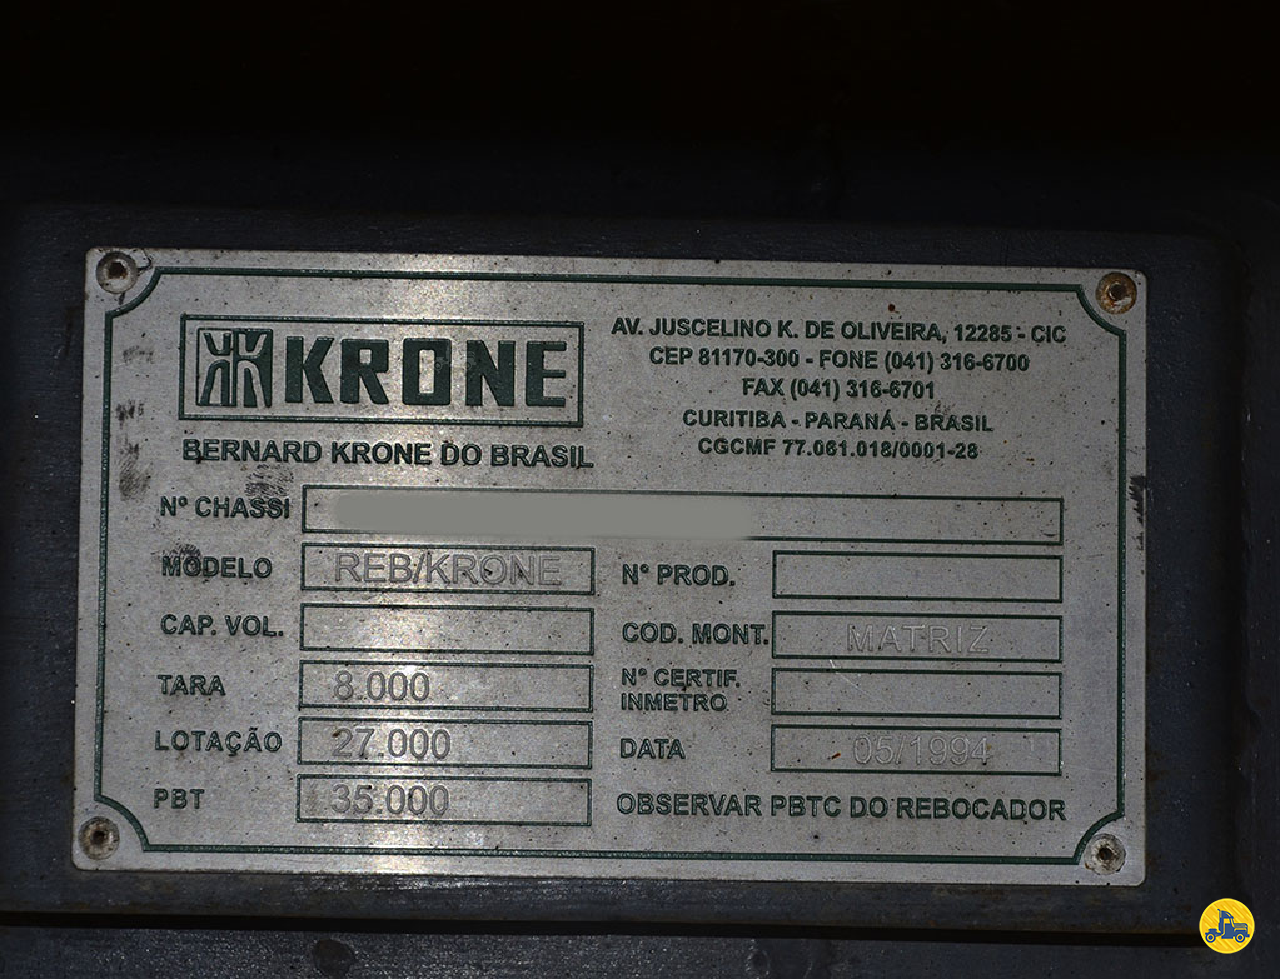 KRONE
BERNARD KRONE DO BRASIL
AV. JUSCELINO K. DE OLIVEIRA, 12285 - CIC
CEP 81170-300 - FONE (041) 316-6700
FAX (041) 316-6701
CURITIBA - PARANÁ - BRASIL
CGCMF 77.061.018/0001-28
Nº CHASSI
MODELO REB/KRONE Nº PROD.
CAP. VOL. COD. MONT. MATRIZ
TARA 8.000 Nº CERTIF. INMETRO
LOTAÇÃO 27.000 DATA 05/1994
PBT 35.000 OBSERVAR PBTC DO REBOCADOR